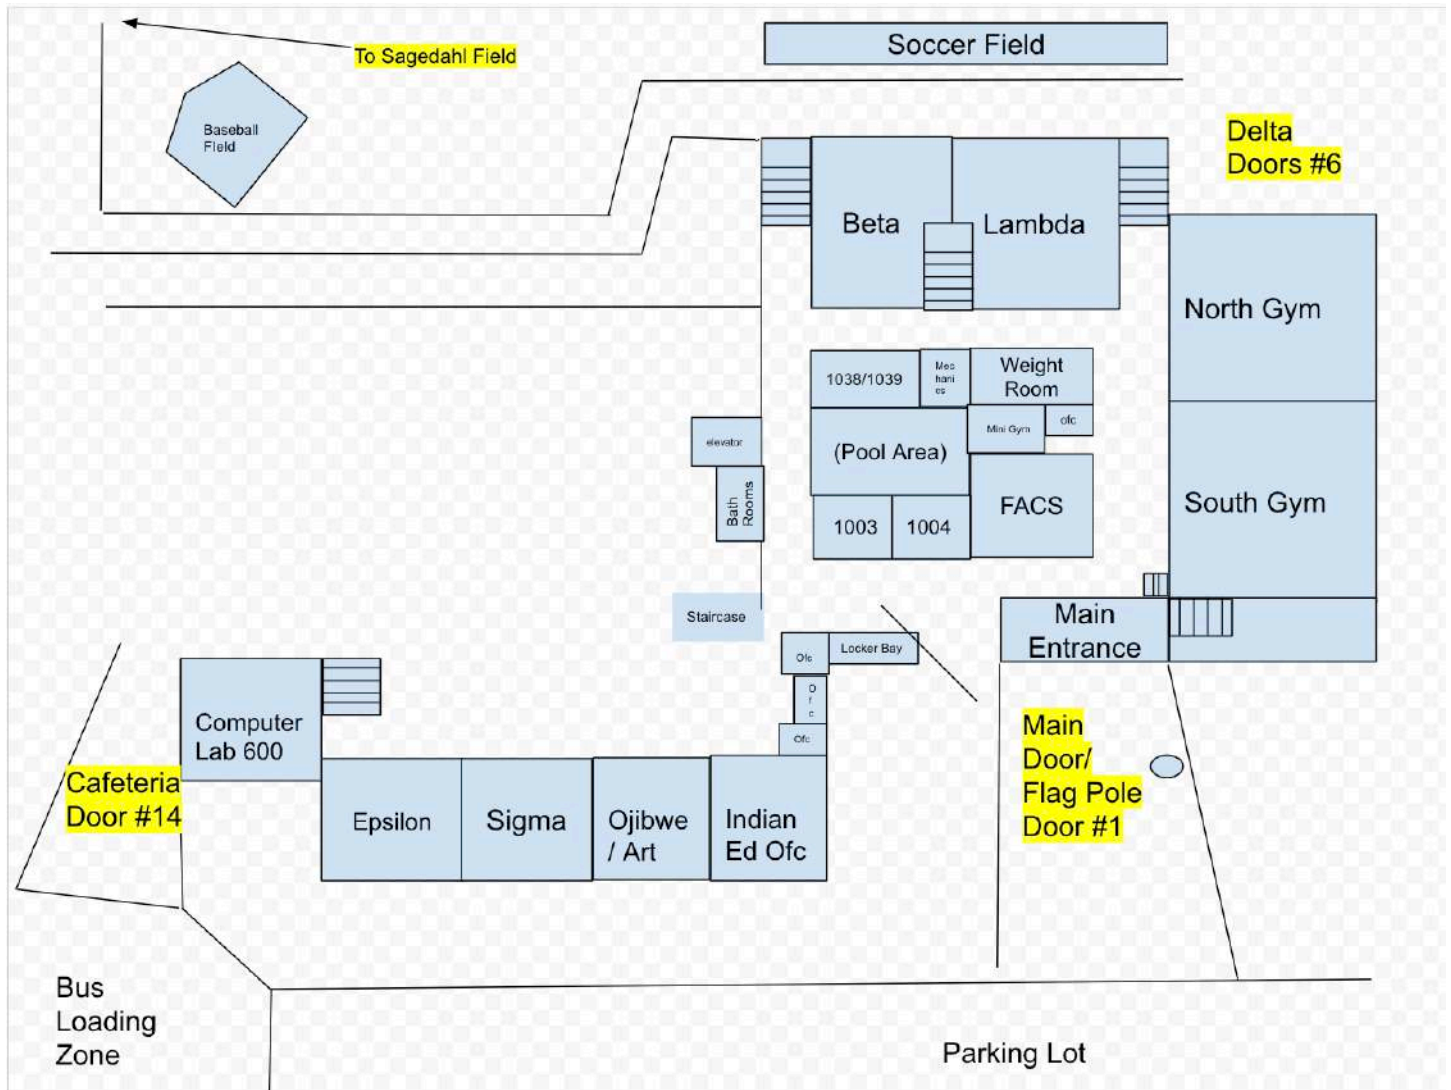 To Sagedahl Field
Soccer Field
Baseball
Field
Delta
Doors #6
Beta
Lambda
North Gym
1038/1039
Mec
hani
cs
Weight
Room
Mini Gym
ofc
elevator
(Pool Area)
Bath
Rooms
1003
1004
FACS
South Gym
Staircase
Main
Entrance
Ofc
Locker Bay
O
f
c
Ofc
Computer
Lab 600
Cafeteria
Door #14
Epsilon
Sigma
Ojibwe
/ Art
Indian
Ed Ofc
Main
Door/
Flag Pole
Door #1
Bus
Loading
Zone
Parking Lot